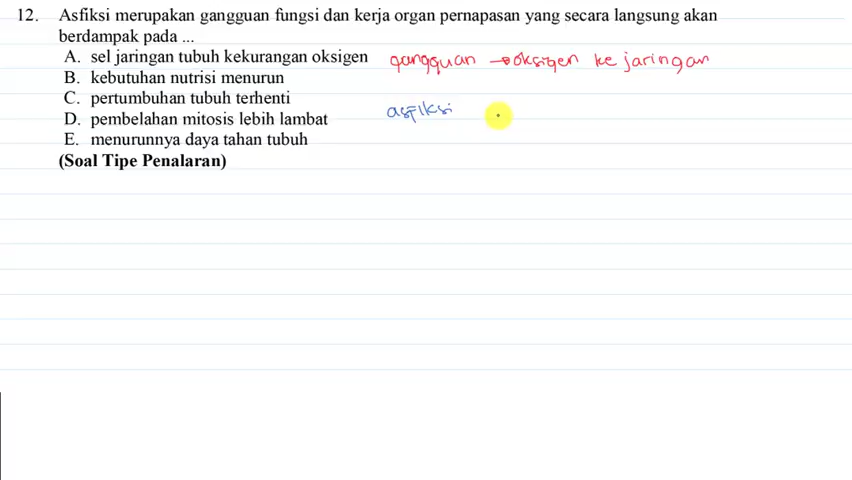 12. Asfiksi merupakan gangguan fungsi dan kerja organ pernapasan yang secara langsung akan
berdampak pada ...
A. sel jaringan tubuh kekurangan oksigen
gangguan → oksigen ke jaringan
B. kebutuhan nutrisi menurun
C. pertumbuhan tubuh terhenti
asfiksi
D. pembelahan mitosis lebih lambat
E. menurunnya daya tahan tubuh
(Soal Tipe Penalaran)